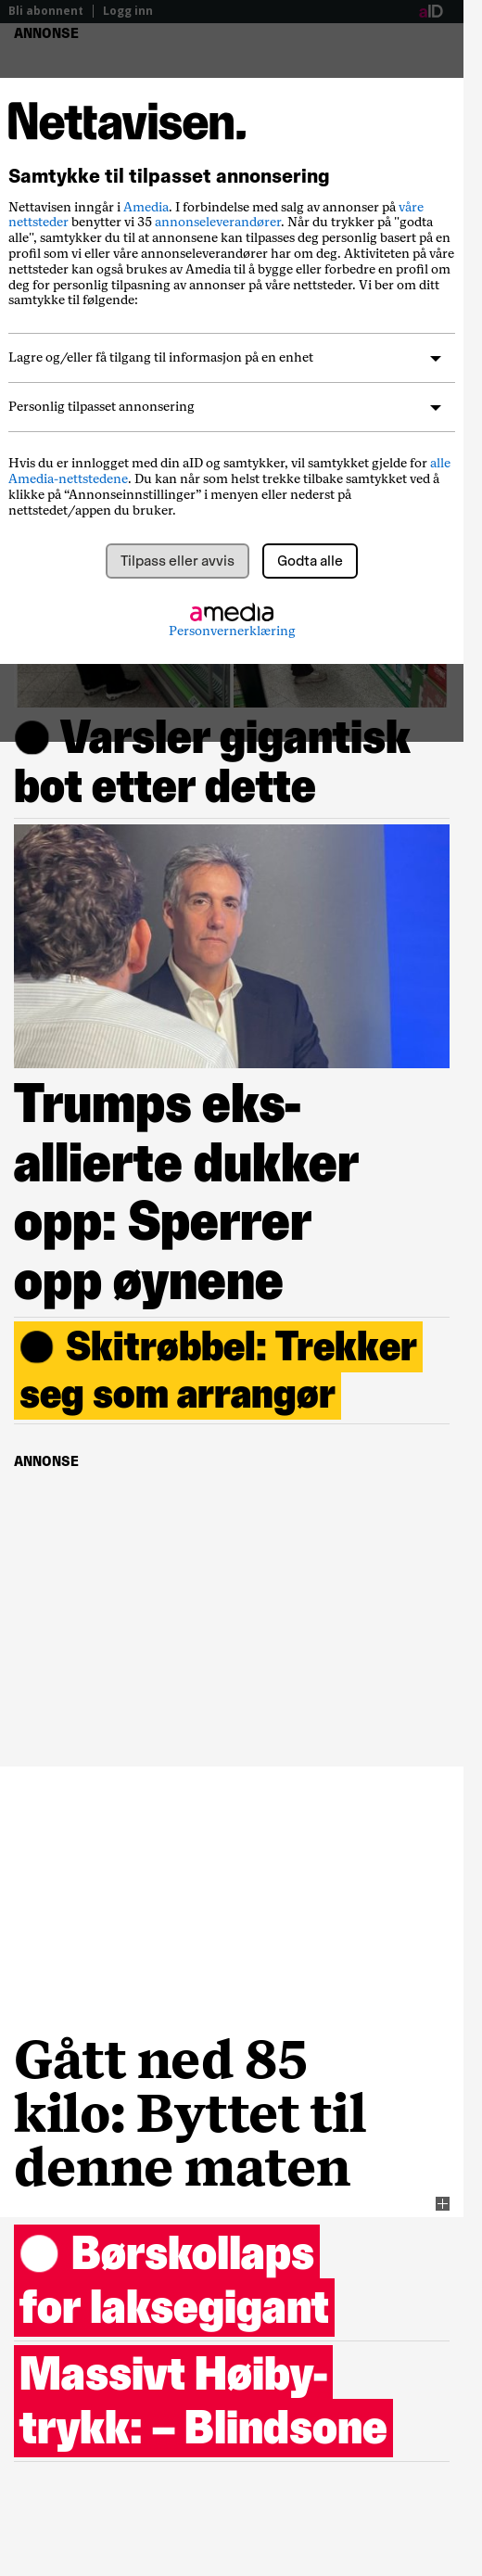 Bli abonnent
Logg inn
aID
ANNONSE
Nettavisen.
Samtykke til tilpasset annonsering
Nettavisen inngår i Amedia. I forbindelse med salg av annonser på våre
nettsteder benytter vi 35 annonseleverandører. Når du trykker på "godta
alle", samtykker du til at annonsene kan tilpasses deg personlig basert på en
profil som vi eller våre annonseleverandører har om deg. Aktiviteten på våre
nettsteder kan også brukes av Amedia til å bygge eller forbedre en profil om
deg for personlig tilpasning av annonser på våre nettsteder. Vi ber om ditt
samtykke til følgende:
Lagre og/eller få tilgang til informasjon på en enhet
Personlig tilpasset annonsering
Hvis du er innlogget med din aID og samtykker, vil samtykket gjelde for alle
Amedia-nettstedene. Du kan når som helst trekke tilbake samtykket ved å
klikke på “Annonseinnstillinger” i menyen eller nederst på
nettstedet/appen du bruker.
Tilpass eller avvis
Godta alle
amedia
Personvernerklæring
Varsler gigantisk
bot etter dette
Trumps eks-
allierte dukker
opp: Sperrer
opp øynene
Skitrøbbel: Trekker
seg som arrangør
ANNONSE
Gått ned 85
kilo: Byttet til
denne maten
Børskollaps
for laksegigant
Massivt Høiby-
trykk: – Blindsone